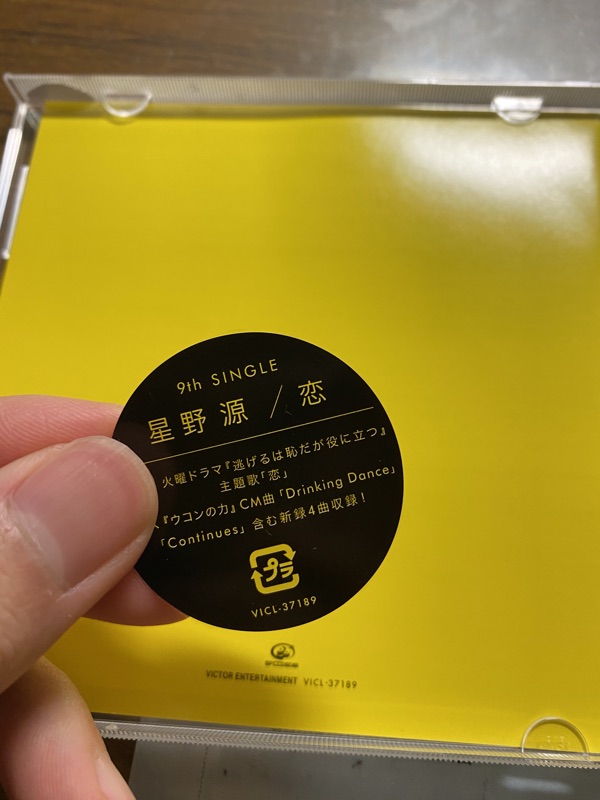 9th SINGLE
星野 源 / 恋
火曜ドラマ『逃げるは恥だが役に立つ』
主題歌「恋」
『ウコンの力』CM曲「Drinking Dance」
「Continues」含む新録4曲収録!
プラ
VICL-37189
VICTOR ENTERTAINMENT VICL-37189